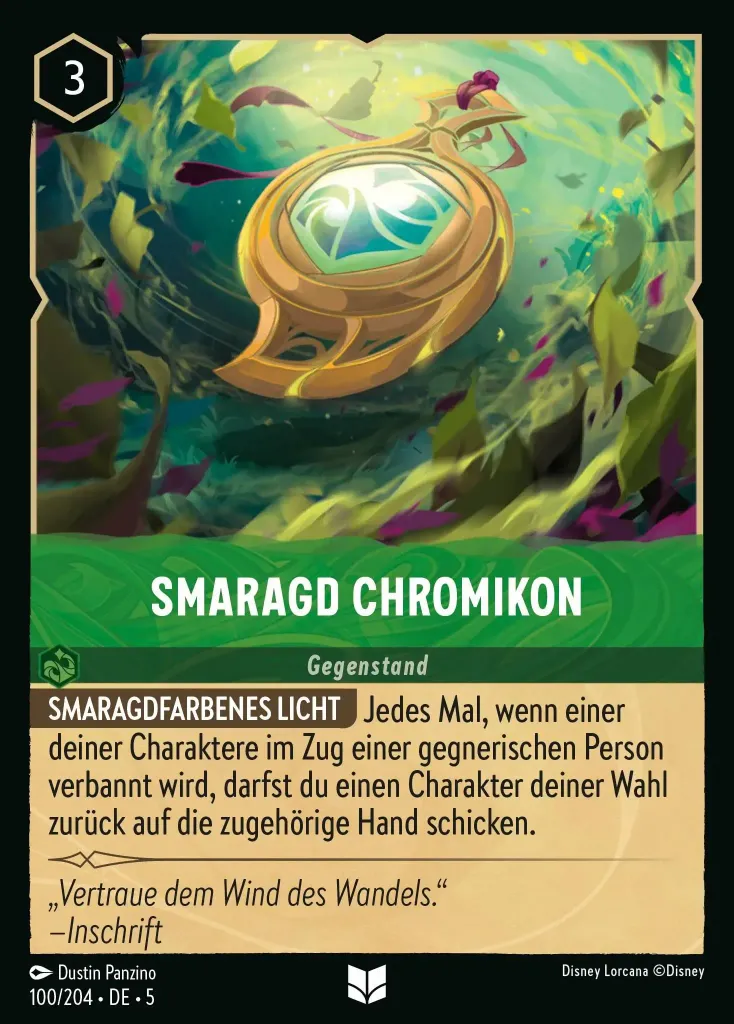 3
SMARAGD CHROMIKON
Gegenstand
SMARAGDFARBENES LICHT Jedes Mal, wenn einer
deiner Charaktere im Zug einer gegnerischen Person
verbannt wird, darfst du einen Charakter deiner Wahl
zurück auf die zugehörige Hand schicken.
„Vertraue dem Wind des Wandels.“
–Inschrift
Dustin Panzino
Disney Lorcana ©Disney
100/204 • DE • 5